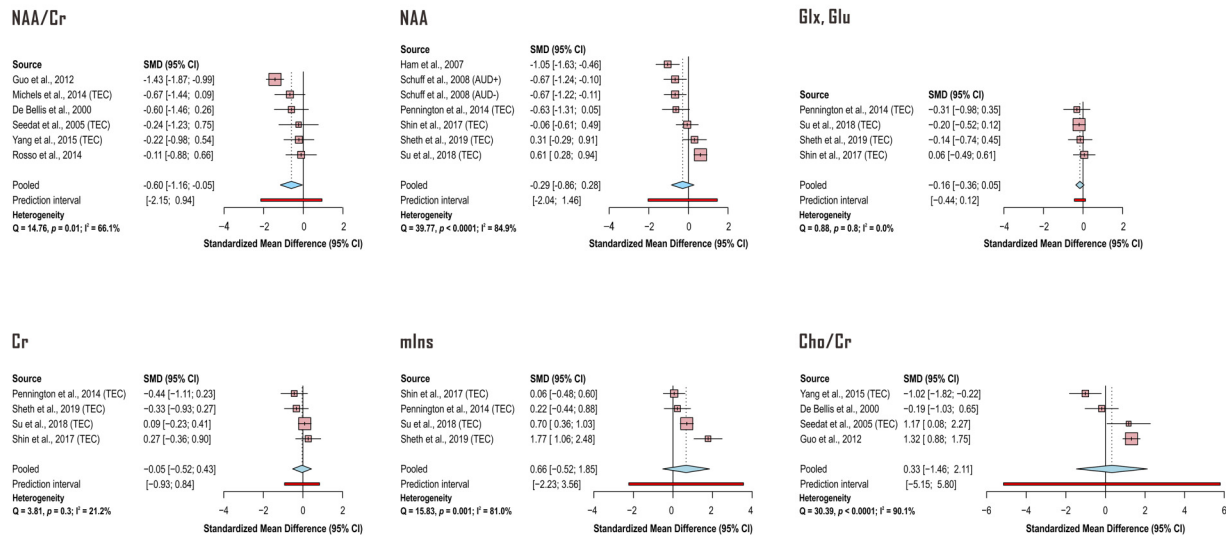 NAA/Cr
Source SMD (95% CI)
Guo et al., 2012 −1.43 [−1.87; −0.99]
Michels et al., 2014 (TEC) −0.67 [−1.44; 0.09]
De Bellis et al., 2000 −0.60 [−1.46; 0.26]
Seedat et al., 2005 (TEC) −0.24 [−1.23; 0.75]
Yang et al., 2015 (TEC) −0.22 [−0.98; 0.54]
Rosso et al., 2014 −0.11 [−0.88; 0.66]
Pooled −0.60 [−1.16; −0.05]
Prediction interval [−2.15; 0.94]
Heterogeneity
Q = 14.76, p = 0.01; I² = 66.1%
−4 −2 0 2 4
Standardized Mean Difference (95% CI)
NAA
Source SMD (95% CI)
Ham et al., 2007 −1.05 [−1.63; −0.46]
Schuff et al., 2008 (AUD+) −0.67 [−1.24; −0.10]
Schuff et al., 2008 (AUD-) −0.67 [−1.22; −0.11]
Pennington et al., 2014 (TEC) −0.63 [−1.31; 0.05]
Shin et al., 2017 (TEC) −0.06 [−0.61; 0.49]
Sheth et al., 2019 (TEC) 0.31 [−0.29; 0.91]
Su et al., 2018 (TEC) 0.61 [ 0.28; 0.94]
Pooled −0.29 [−0.86; 0.28]
Prediction interval [−2.04; 1.46]
Heterogeneity
Q = 39.77, p < 0.0001; I² = 84.9%
−4 −2 0 2 4
Standardized Mean Difference (95% CI)
Glx, Glu
Source SMD (95% CI)
Pennington et al., 2014 (TEC) −0.31 [−0.98; 0.35]
Su et al., 2018 (TEC) −0.20 [−0.52; 0.12]
Sheth et al., 2019 (TEC) −0.14 [−0.74; 0.45]
Shin et al., 2017 (TEC) 0.06 [−0.49; 0.61]
Pooled −0.16 [−0.36; 0.05]
Prediction interval [−0.44; 0.12]
Heterogeneity
Q = 0.88, p = 0.8; I² = 0.0%
−4 −2 0 2
Standardized Mean Difference (95% CI)
Cr
Source SMD (95% CI)
Pennington et al., 2014 (TEC) −0.44 [−1.11; 0.23]
Sheth et al., 2019 (TEC) −0.33 [−0.93; 0.27]
Su et al., 2018 (TEC) 0.09 [−0.23; 0.41]
Shin et al., 2017 (TEC) 0.27 [−0.36; 0.90]
Pooled −0.05 [−0.52; 0.43]
Prediction interval [−0.93; 0.84]
Heterogeneity
Q = 3.81, p = 0.3; I² = 21.2%
−4 −2 0 2 4
Standardized Mean Difference (95% CI)
mIns
Source SMD (95% CI)
Shin et al., 2017 (TEC) 0.06 [−0.48; 0.60]
Pennington et al., 2014 (TEC) 0.22 [−0.44; 0.88]
Su et al., 2018 (TEC) 0.70 [ 0.36; 1.03]
Sheth et al., 2019 (TEC) 1.77 [ 1.06; 2.48]
Pooled 0.66 [−0.52; 1.85]
Prediction interval [−2.23; 3.56]
Heterogeneity
Q = 15.83, p = 0.001; I² = 81.0%
−4 −2 0 2 4
Standardized Mean Difference (95% CI)
Cho/Cr
Source SMD (95% CI)
Yang et al., 2015 (TEC) −1.02 [−1.82; −0.22]
De Bellis et al., 2000 −0.19 [−1.03; 0.65]
Seedat et al., 2005 (TEC) 1.17 [ 0.08; 2.27]
Guo et al., 2012 1.32 [ 0.88; 1.75]
Pooled 0.33 [−1.46; 2.11]
Prediction interval [−5.15; 5.80]
Heterogeneity
Q = 30.39, p < 0.0001; I² = 90.1%
−6 −4 −2 0 2 4 6
Standardized Mean Difference (95% CI)